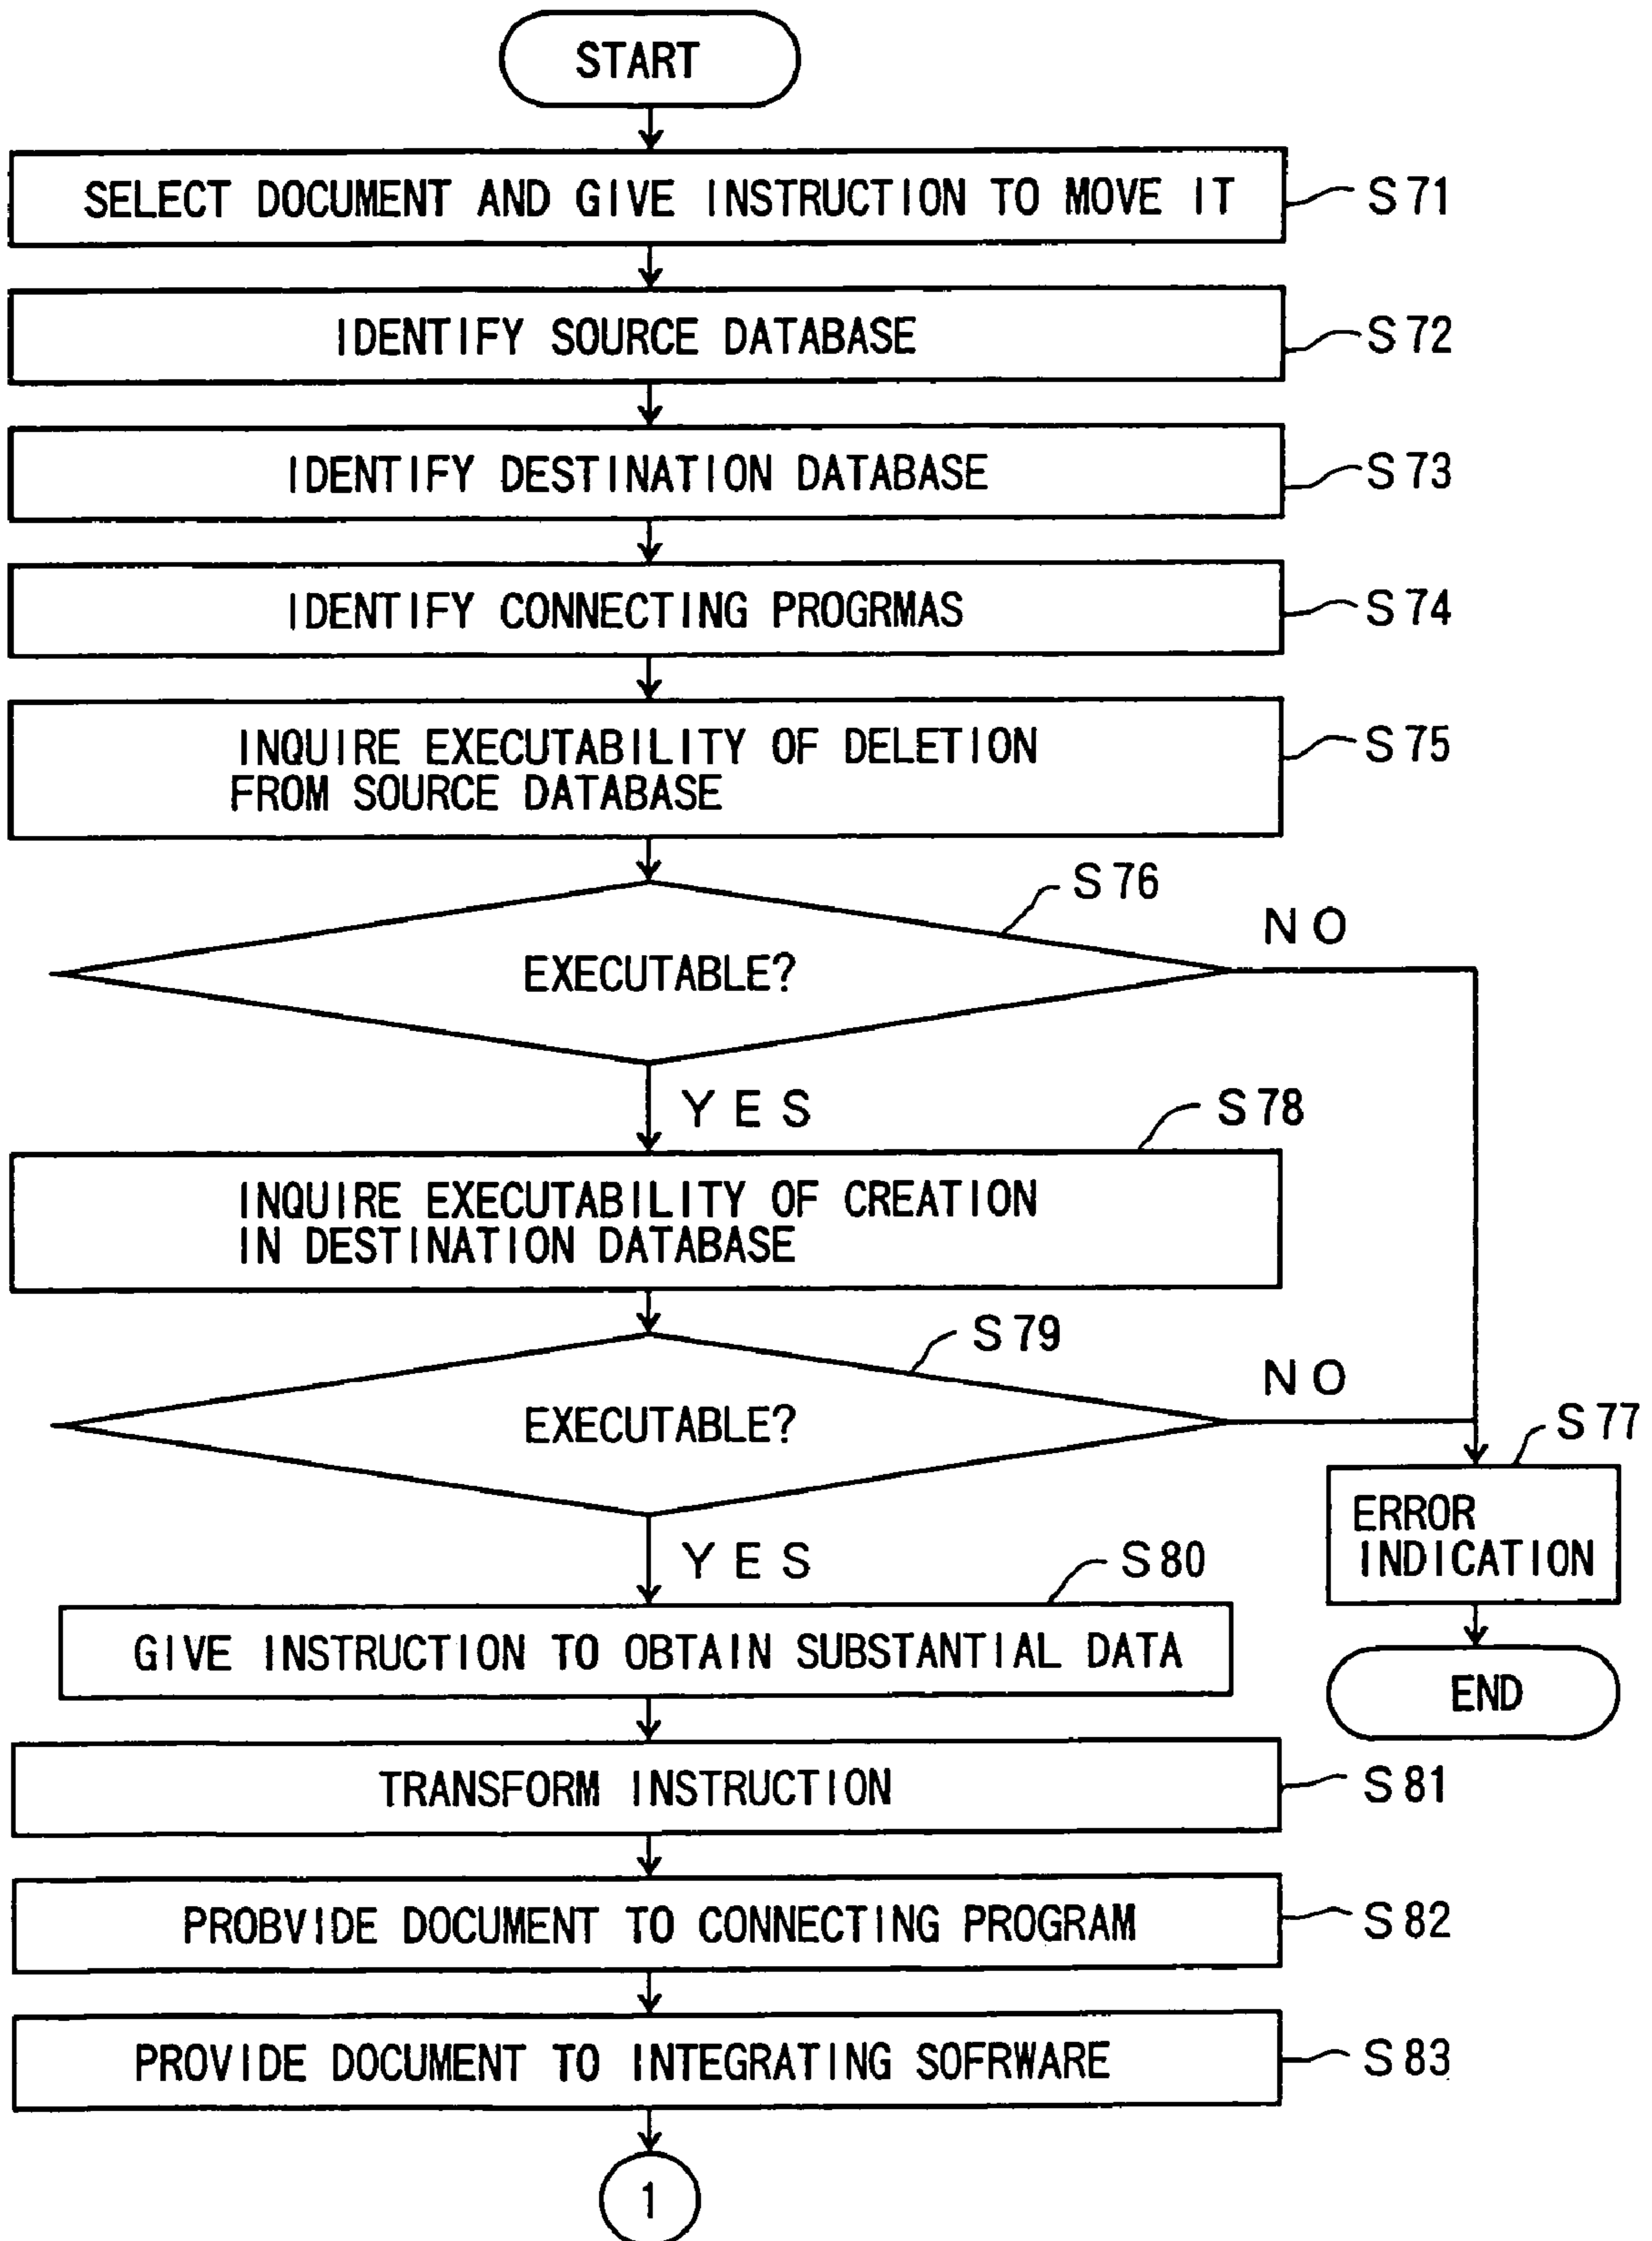 START
SELECT DOCUMENT AND GIVE INSTRUCTION TO MOVE IT
S71
IDENTIFY SOURCE DATABASE
S72
IDENTIFY DESTINATION DATABASE
S73
IDENTIFY CONNECTING PROGRMAS
S74
INQUIRE EXECUTABILITY OF DELETION
FROM SOURCE DATABASE
S75
S76
EXECUTABLE?
NO
YES
S78
INQUIRE EXECUTABILITY OF CREATION
IN DESTINATION DATABASE
S79
EXECUTABLE?
NO
S77
ERROR
INDICATION
END
YES
S80
GIVE INSTRUCTION TO OBTAIN SUBSTANTIAL DATA
TRANSFORM INSTRUCTION
S81
PROBVIDE DOCUMENT TO CONNECTING PROGRAM
S82
PROVIDE DOCUMENT TO INTEGRATING SOFRWARE
S83
1